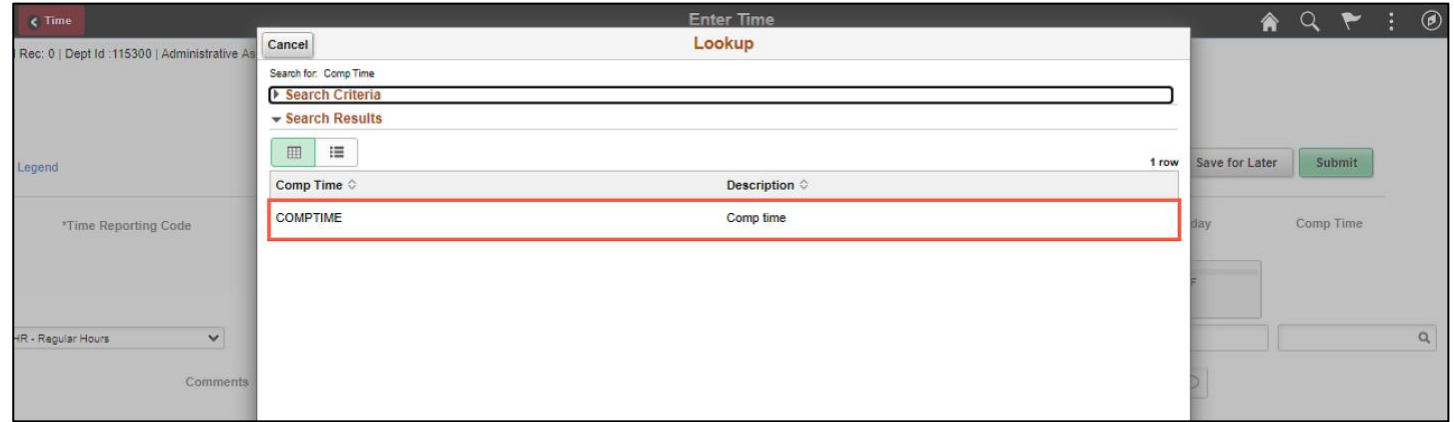 Time
Enter Time
Rec: 0 | Dept Id :115300 | Administrative As
Cancel
Lookup
Search for: Comp Time
Search Criteria
Search Results
1 row
Legend
Save for Later
Submit
Comp Time
Description
COMPTIME
Comp time
*Time Reporting Code
day
Comp Time
F
HR - Regular Hours
Comments